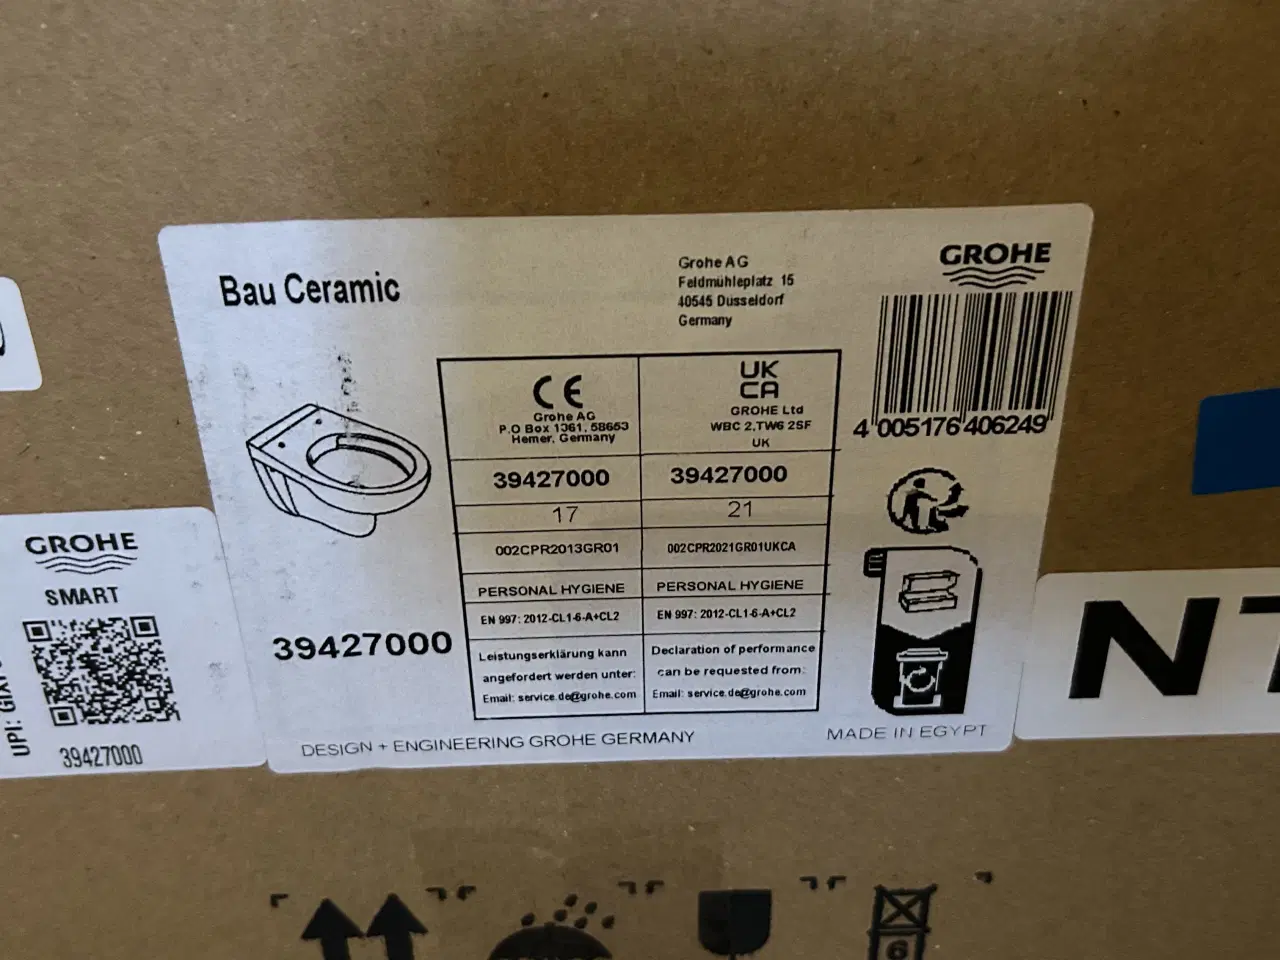 Bau Ceramic
Grohe AG
Feldmühleplatz 15
40545 Düsseldorf
Germany
GROHE
4 005176 406249
CE
Grohe AG
P.O Box 1361, 58653
Hemer, Germany
39427000
17
002CPR2013GR01
PERSONAL HYGIENE
EN 997: 2012-CL1-6-A+CL2
Leistungserklärung kann
angefordert werden unter:
Email: service.de@grohe.com
UK
CA
GROHE Ltd
WBC 2,TW6 2SF
UK
39427000
21
002CPR2021GR01UKCA
PERSONAL HYGIENE
EN 997: 2012-CL1-6-A+CL2
Declaration of performance
can be requested from:
Email: service.de@grohe.com
39427000
DESIGN + ENGINEERING GROHE GERMANY
MADE IN EGYPT
GROHE
SMART
UPI:
39427000
N
6